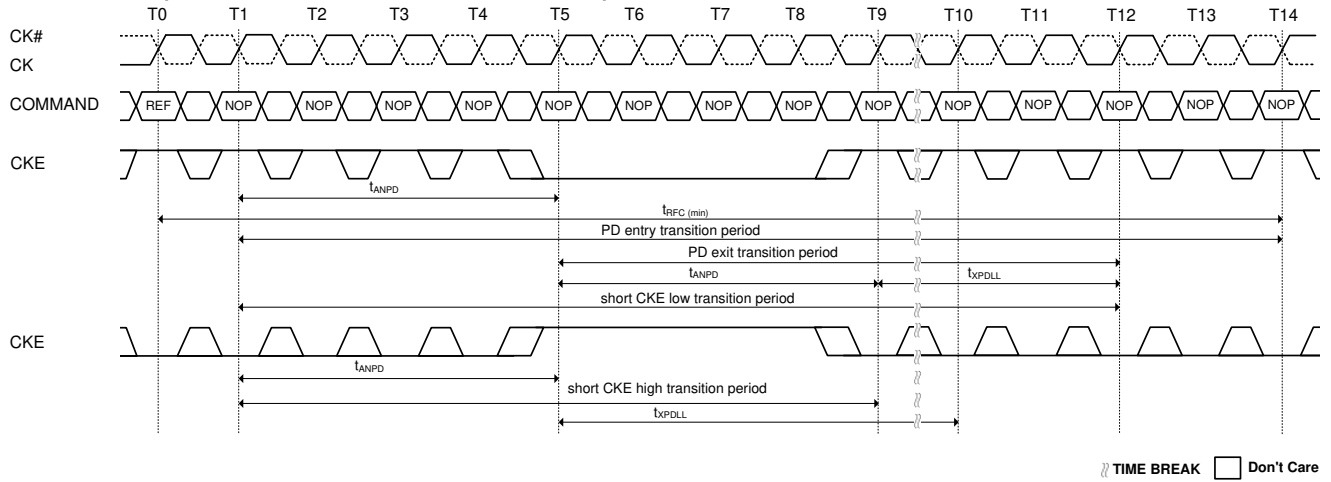 T0 T1 T2 T3 T4 T5 T6 T7 T8 T9 T10 T11 T12 T13 T14
CK#
CK
COMMAND REF NOP NOP NOP NOP NOP NOP NOP NOP NOP NOP NOP NOP NOP NOP
CKE
tANPD
tRFC (min)
PD entry transition period
PD exit transition period
tANPD tXPDLL
short CKE low transition period
CKE
tANPD
short CKE high transition period
tXPDLL
TIME BREAK Don't Care